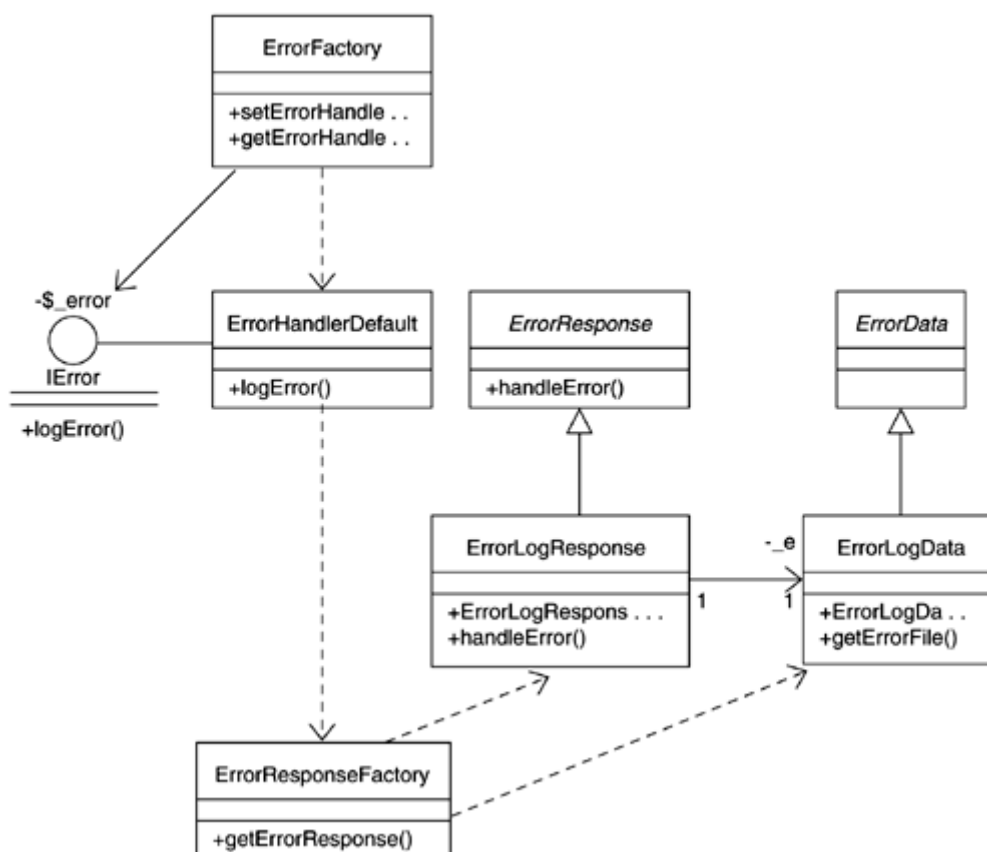 ErrorFactory
+setErrorHandle . .
+getErrorHandle . .
-$_error
IError
+logError()
ErrorHandlerDefault
+logError()
ErrorResponse
+handleError()
ErrorData
ErrorLogResponse
+ErrorLogRespons . . .
+handleError()
1
-_e
1
ErrorLogData
+ErrorLogDa . .
+getErrorFile()
ErrorResponseFactory
+getErrorResponse()